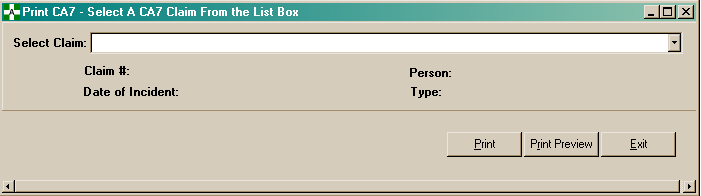 Print CA7 - Select A CA7 Claim From the List Box
Select Claim:
Claim #: Person:
Date of Incident: Type:
Print Print Preview Exit